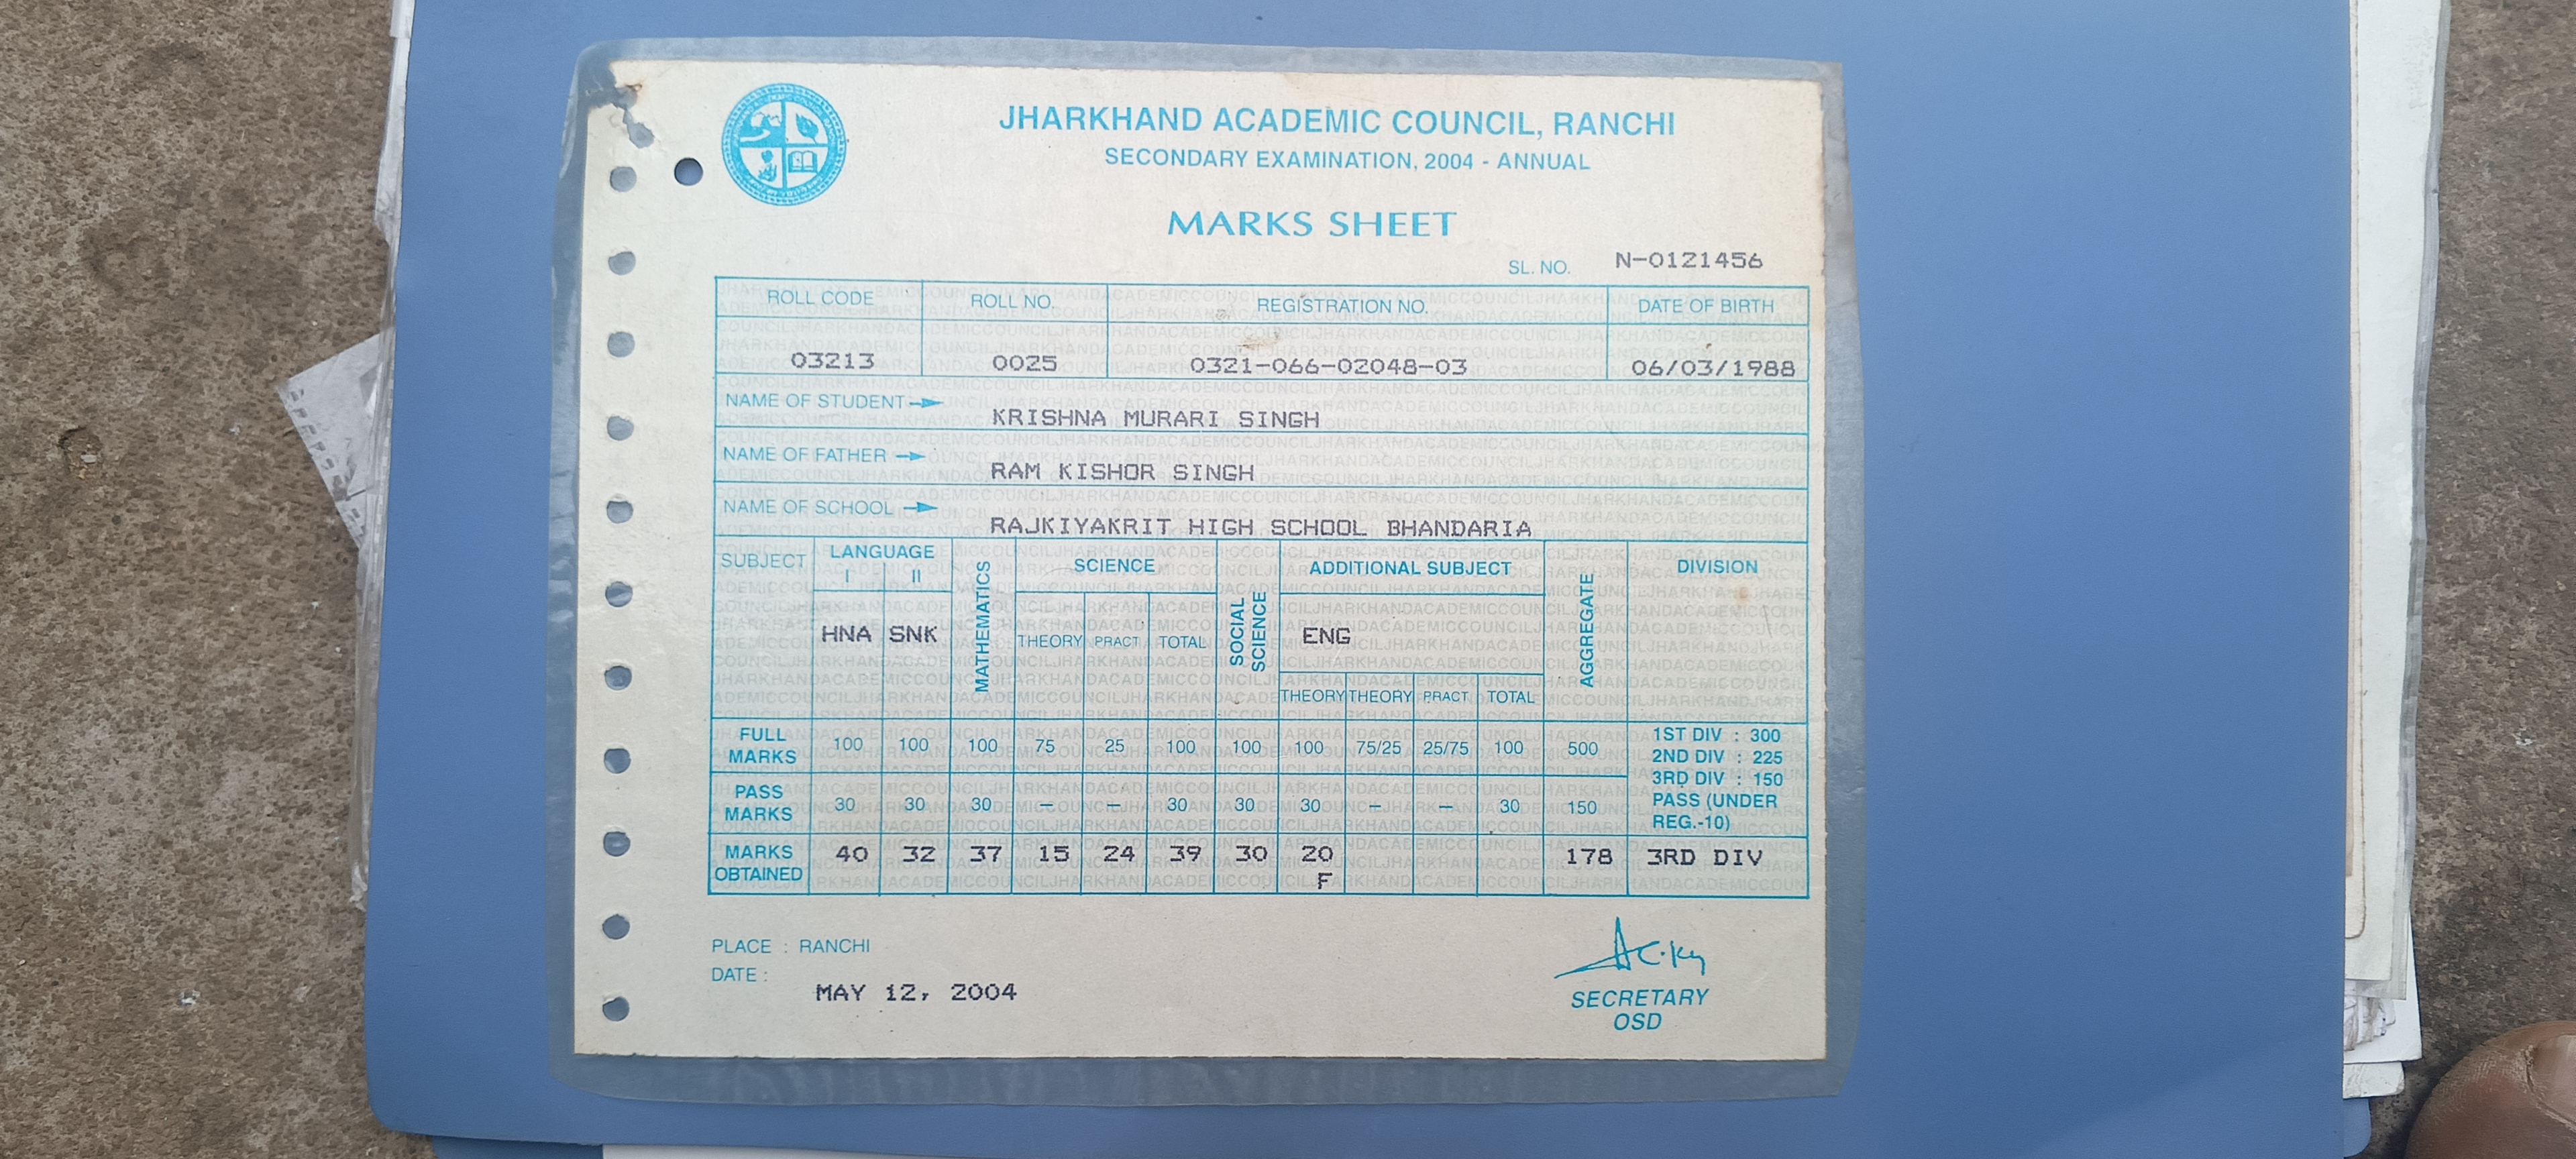 JHARKHAND ACADEMIC COUNCIL, RANCHI
SECONDARY EXAMINATION, 2004 - ANNUAL
MARKS SHEET
SL. NO. N-0121456
ROLL CODE ROLL NO. REGISTRATION NO. DATE OF BIRTH
03213 0025 0321-066-02048-03 06/03/1988
NAME OF STUDENT KRISHNA MURARI SINGH
NAME OF FATHER RAM KISHOR SINGH
NAME OF SCHOOL RAJKIYAKRIT HIGH SCHOOL BHANDARIA
SUBJECT LANGUAGE MATHEMATICS SCIENCE SOCIAL SCIENCE ADDITIONAL SUBJECT AGGREGATE DIVISION
I II
HNA SNK THEORY PRACT TOTAL ENG
THEORY THEORY PRACT TOTAL
FULL MARKS 100 100 100 75 25 100 100 100 75/25 25/75 100 500
1ST DIV : 300
2ND DIV : 225
3RD DIV : 150
PASS (UNDER
REG.-10)
PASS MARKS 30 30 30 – – 30 30 30 – – 30 150
MARKS OBTAINED 40 32 37 15 24 39 30 20 178 3RD DIV
F
PLACE : RANCHI
DATE :
MAY 12, 2004
SECRETARY
OSD